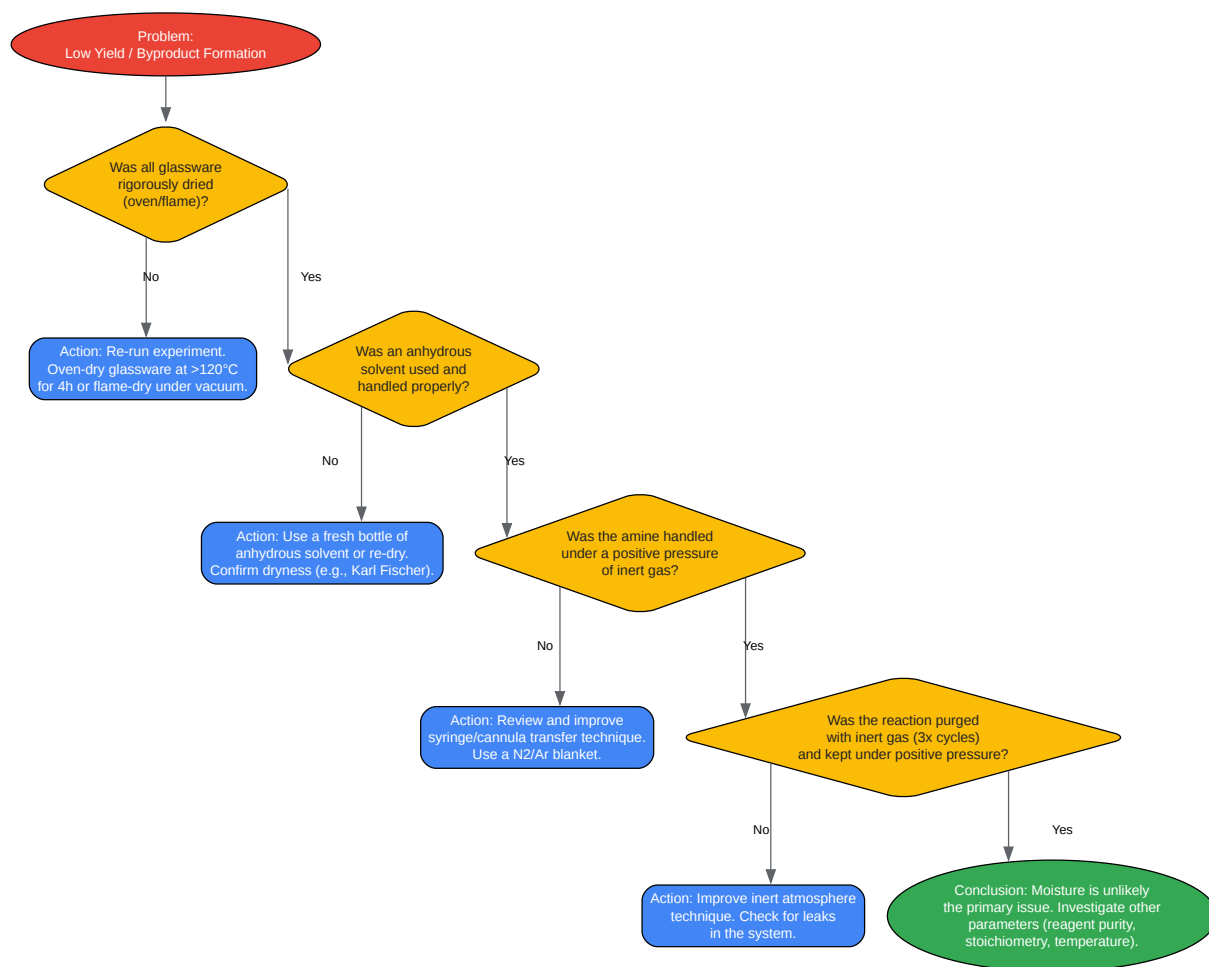 Problem:
Low Yield / Byproduct Formation
Was all glassware
rigorously dried
(oven/flame)?
No
Yes
Action: Re-run experiment.
Oven-dry glassware at >120°C
for 4h or flame-dry under vacuum.
Was an anhydrous
solvent used and
handled properly?
No
Yes
Action: Use a fresh bottle of
anhydrous solvent or re-dry.
Confirm dryness (e.g., Karl Fischer).
Was the amine handled
under a positive pressure
of inert gas?
No
Yes
Action: Review and improve
syringe/cannula transfer technique.
Use a N2/Ar blanket.
Was the reaction purged
with inert gas (3x cycles)
and kept under positive pressure?
No
Yes
Action: Improve inert atmosphere
technique. Check for leaks
in the system.
Conclusion: Moisture is unlikely
the primary issue. Investigate other
parameters (reagent purity,
stoichiometry, temperature).